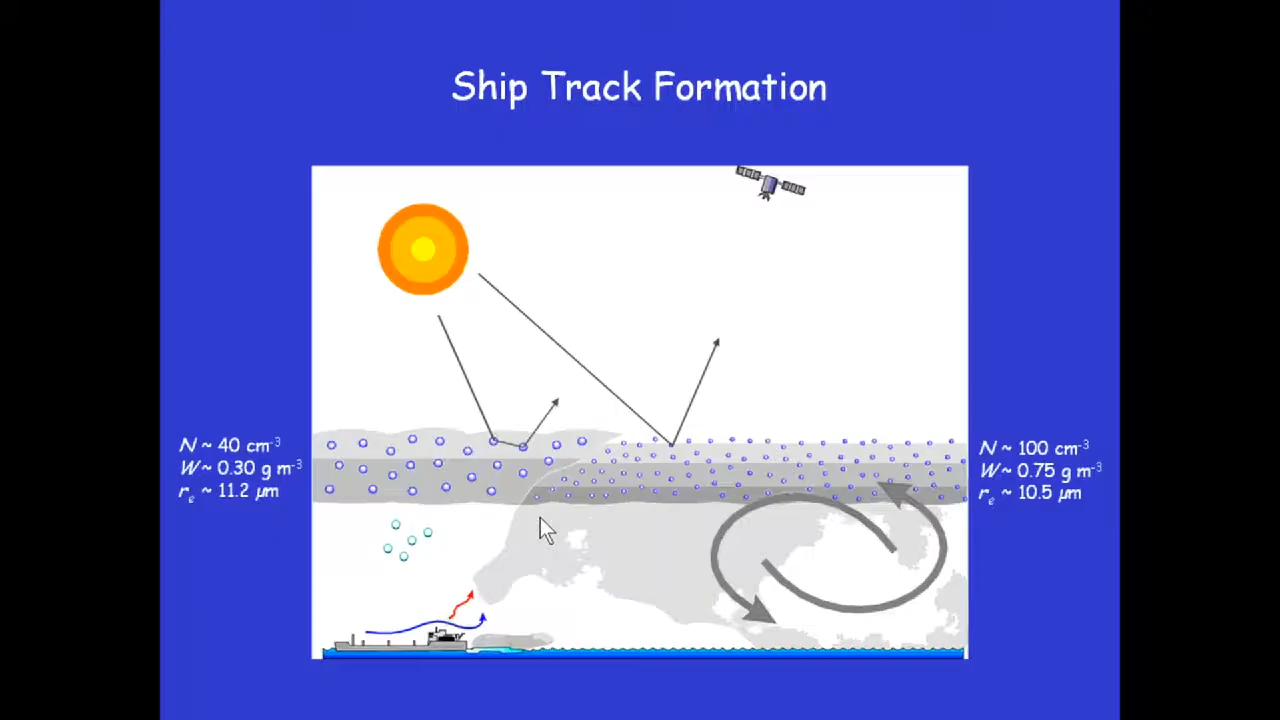 Ship Track Formation
N ~ 40 cm⁻³
W ~ 0.30 g m⁻³
rₑ ~ 11.2 μm
N ~ 100 cm⁻³
W ~ 0.75 g m⁻³
rₑ ~ 10.5 μm